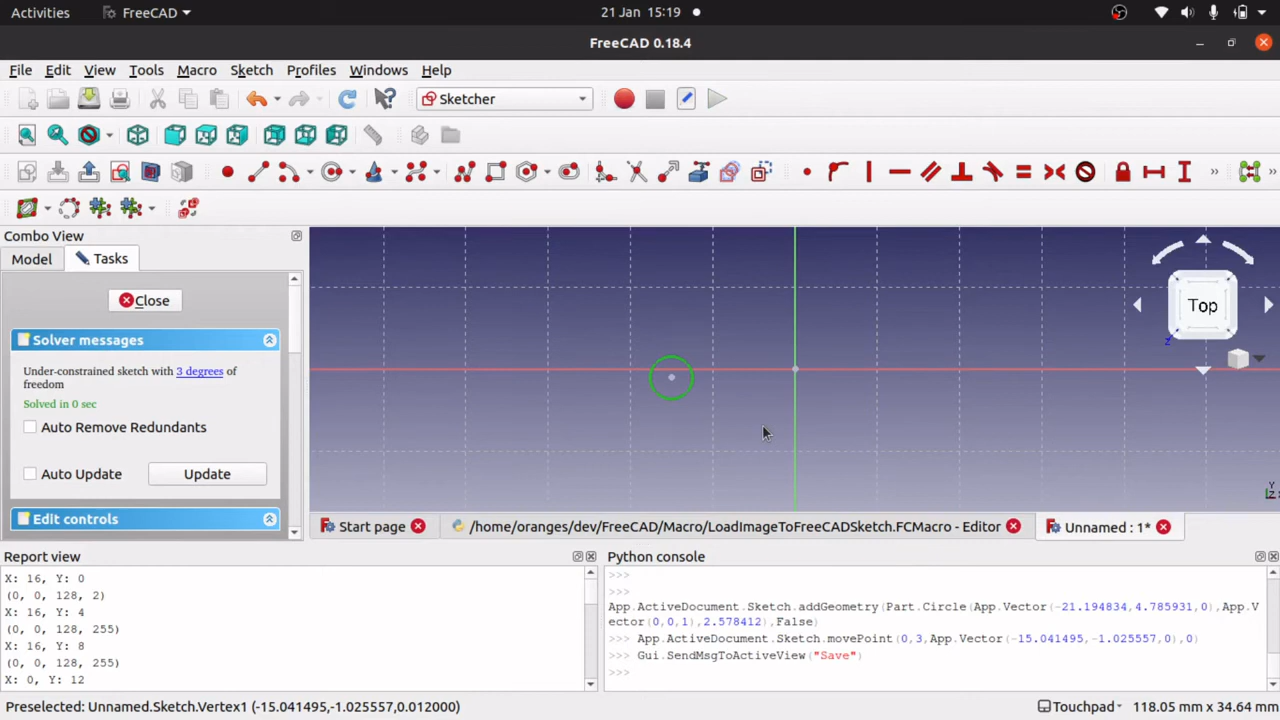 Activities
FreeCAD
21 Jan 15:19
FreeCAD 0.18.4
File Edit View Tools Macro Sketch Profiles Windows Help
Sketcher
»
»
Combo View
Model
Tasks
Close
Solver messages
Under-constrained sketch with 3 degrees of
freedom
Solved in 0 sec
Auto Remove Redundants
Auto Update
Update
Edit controls
Top
Z
Y
Z
Start page
/home/oranges/dev/FreeCAD/Macro/LoadImageToFreeCADSketch.FCMacro - Editor
Unnamed : 1*
Report view
X: 16, Y: 0
(0, 0, 128, 2)
X: 16, Y: 4
(0, 0, 128, 255)
X: 16, Y: 8
(0, 0, 128, 255)
X: 0, Y: 12
Python console
>>>
>>>
App.ActiveDocument.Sketch.addGeometry(Part.Circle(App.Vector(-21.194834,4.785931,0),App.V
ector(0,0,1),2.578412),False)
>>> App.ActiveDocument.Sketch.movePoint(0,3,App.Vector(-15.041495,-1.025557,0),0)
>>> Gui.SendMsgToActiveView("Save")
>>>
Preselected: Unnamed.Sketch.Vertex1 (-15.041495,-1.025557,0.012000)
Touchpad
118.05 mm x 34.64 mm